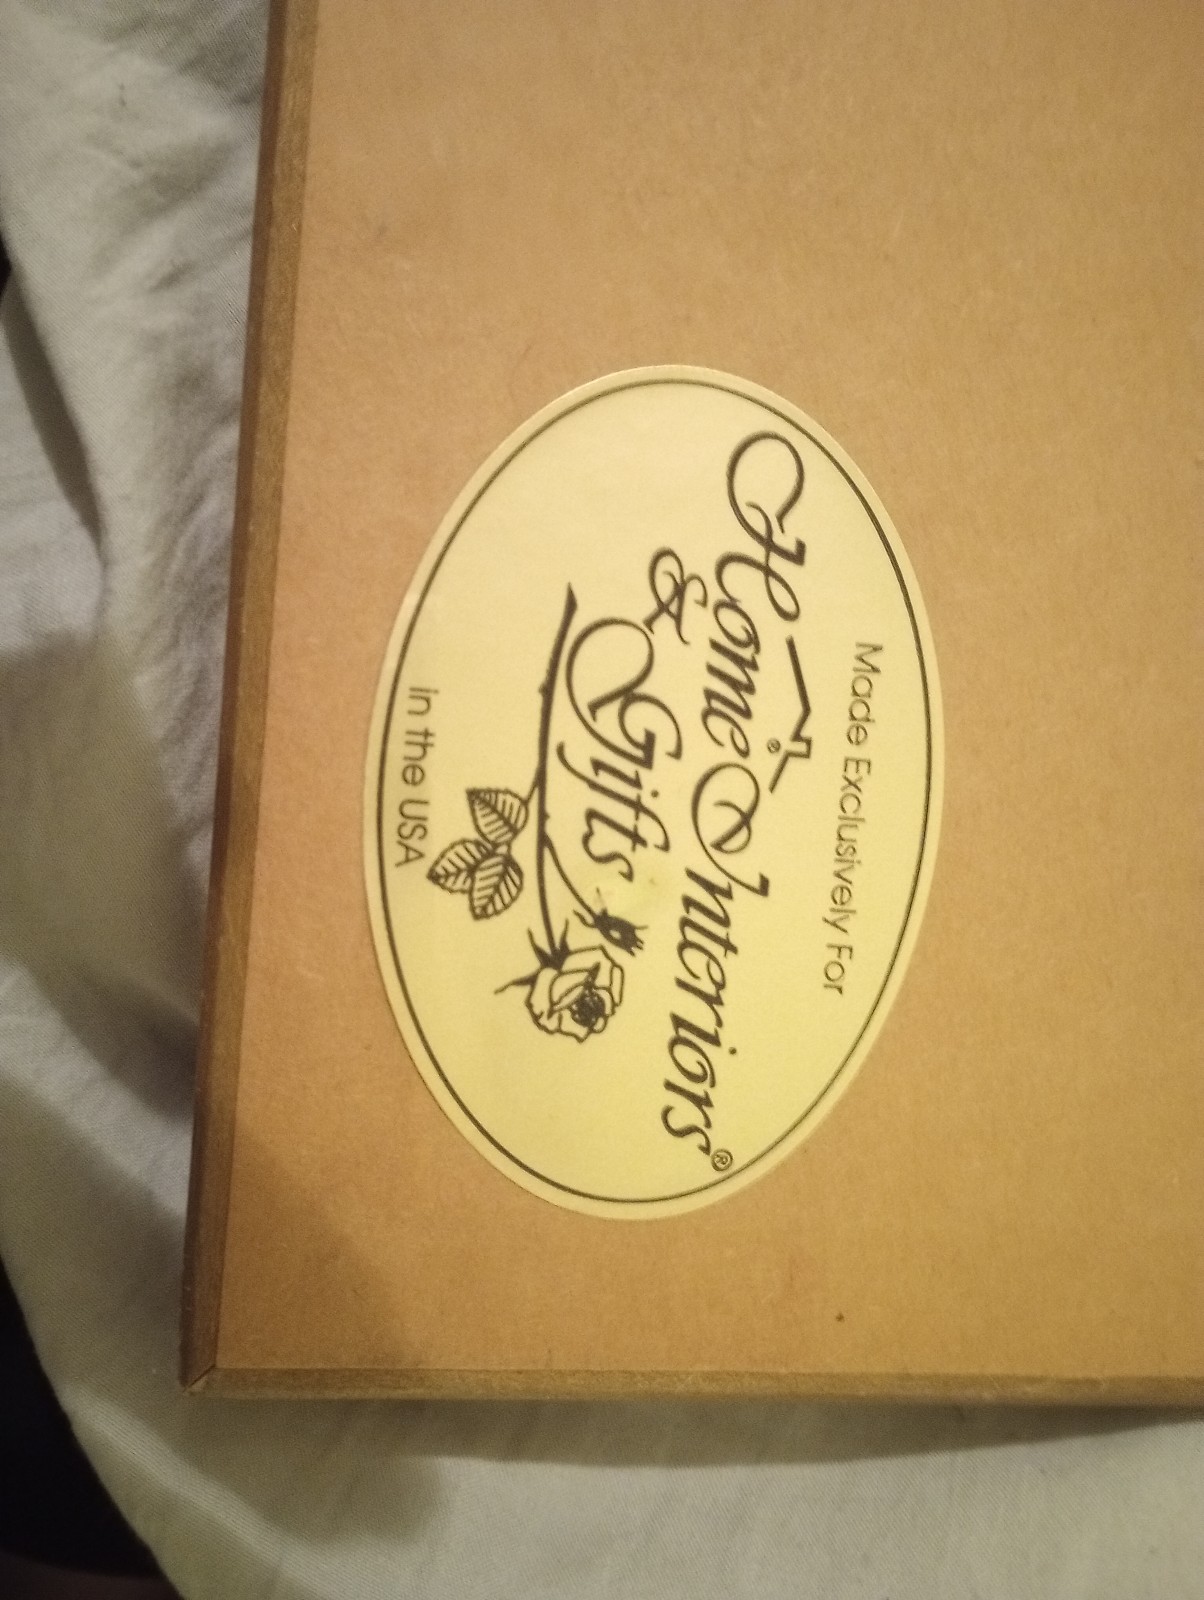 Made Exclusively For
Home Interiors®
& Gifts
in the USA